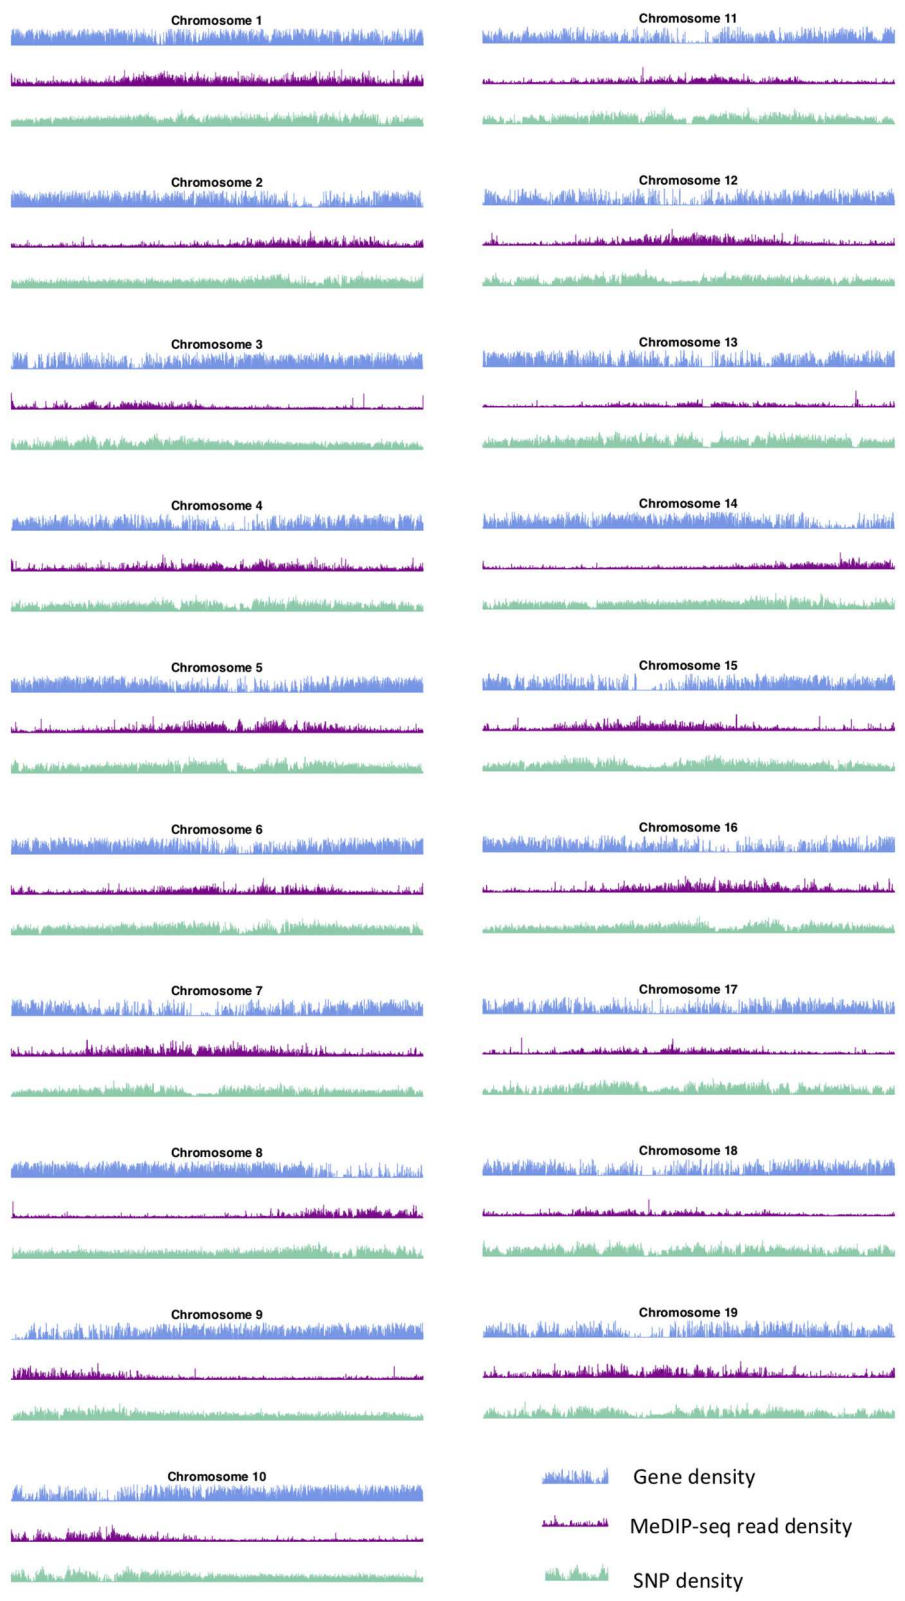 Chromosome 1
Chromosome 2
Chromosome 3
Chromosome 4
Chromosome 5
Chromosome 6
Chromosome 7
Chromosome 8
Chromosome 9
Chromosome 10
Chromosome 11
Chromosome 12
Chromosome 13
Chromosome 14
Chromosome 15
Chromosome 16
Chromosome 17
Chromosome 18
Chromosome 19
Gene density
MeDIP-seq read density
SNP density